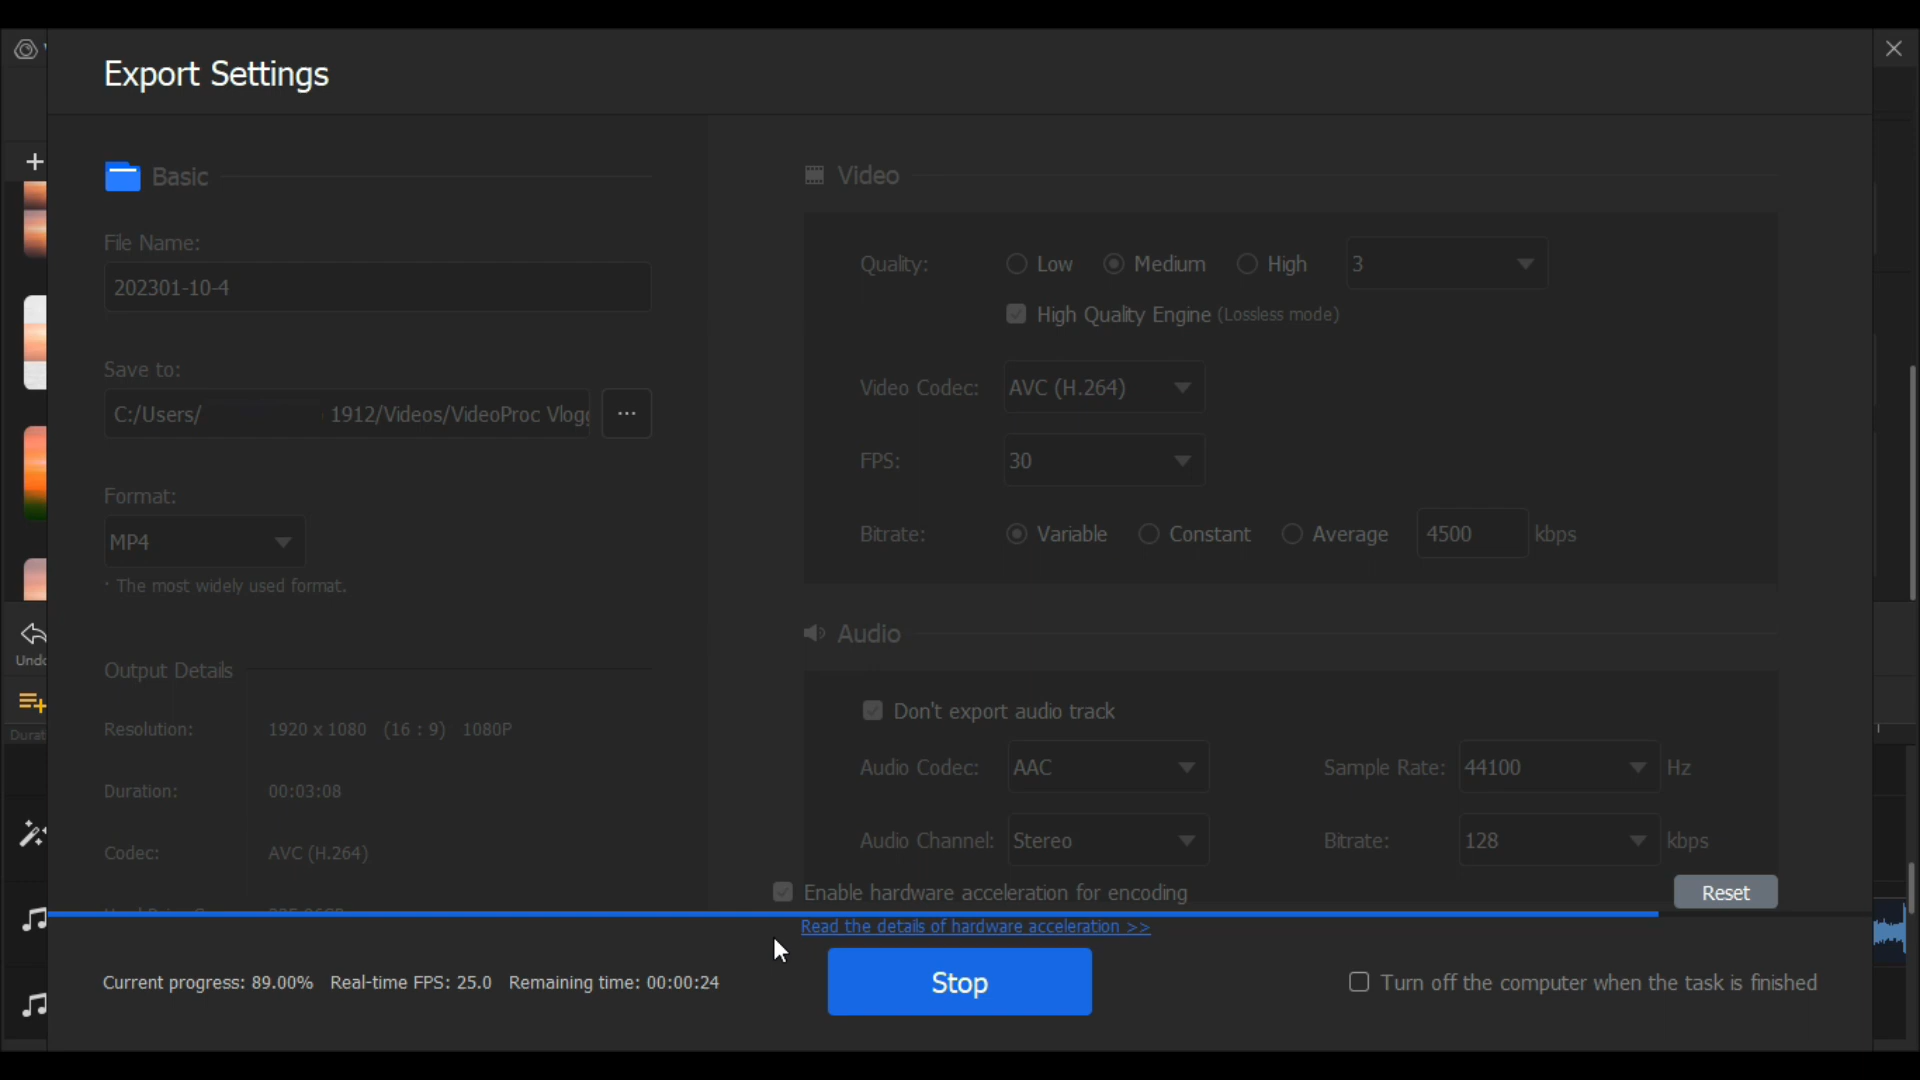 Export Settings
Basic
File Name:
202301-10-4
Save to:
C:/Users/ 1912/Videos/VideoProc Vlogg
...
Format:
MP4
* The most widely used format.
Output Details
Resolution: 1920 x 1080 (16 : 9) 1080P
Duration: 00:03:08
Codec: AVC (H.264)
Video
Quality: Low Medium High 3
High Quality Engine (Lossless mode)
Video Codec: AVC (H.264)
FPS: 30
Bitrate: Variable Constant Average 4500 kbps
Audio
Don't export audio track
Audio Codec: AAC Sample Rate: 44100 Hz
Audio Channel: Stereo Bitrate: 128 kbps
Enable hardware acceleration for encoding
Reset
Read the details of hardware acceleration >>
Current progress: 89.00% Real-time FPS: 25.0 Remaining time: 00:00:24
Stop
Turn off the computer when the task is finished
Undo
Durat